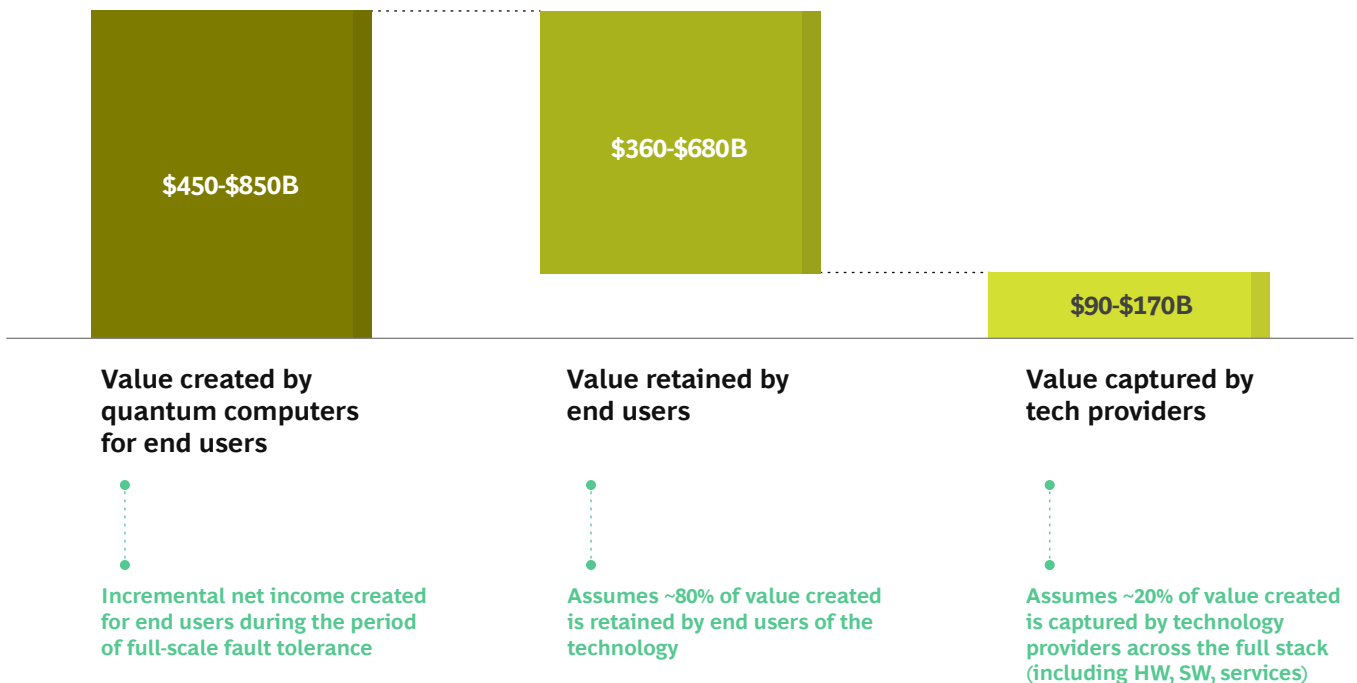 $450-$850B
$360-$680B
$90-$170B
Value created by
quantum computers
for end users
Value retained by
end users
Value captured by
tech providers
Incremental net income created
for end users during the period
of full-scale fault tolerance
Assumes ~80% of value created
is retained by end users of the
technology
Assumes ~20% of value created
is captured by technology
providers across the full stack
(including HW, SW, services)